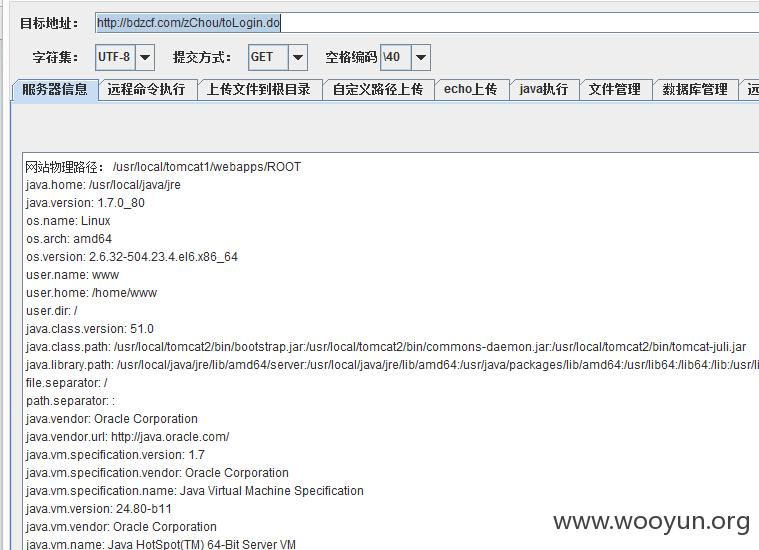 目标地址： http://bdzcf.com/zChou/toLogin.do
字符集： UTF-8 提交方式： GET 空格编码 \40
服务器信息 远程命令执行 上传文件到根目录 自定义路径上传 echo上传 java执行 文件管理 数据库管理 远
网站物理路径： /usr/local/tomcat1/webapps/ROOT
java.home: /usr/local/java/jre
java.version: 1.7.0_80
os.name: Linux
os.arch: amd64
os.version: 2.6.32-504.23.4.el6.x86_64
user.name: www
user.home: /home/www
user.dir: /
java.class.version: 51.0
java.class.path: /usr/local/tomcat2/bin/bootstrap.jar:/usr/local/tomcat2/bin/commons-daemon.jar:/usr/local/tomcat2/bin/tomcat-juli.jar
java.library.path: /usr/local/java/jre/lib/amd64/server:/usr/local/java/jre/lib/amd64:/usr/java/packages/lib/amd64:/usr/lib64:/lib64:/lib:/usr/li
file.separator: /
path.separator: :
java.vendor: Oracle Corporation
java.vendor.url: http://java.oracle.com/
java.vm.specification.version: 1.7
java.vm.specification.vendor: Oracle Corporation
java.vm.specification.name: Java Virtual Machine Specification
java.vm.version: 24.80-b11
java.vm.vendor: Oracle Corporation
java.vm.name: Java HotSpot(TM) 64-Bit Server VM
www.wooyun.org